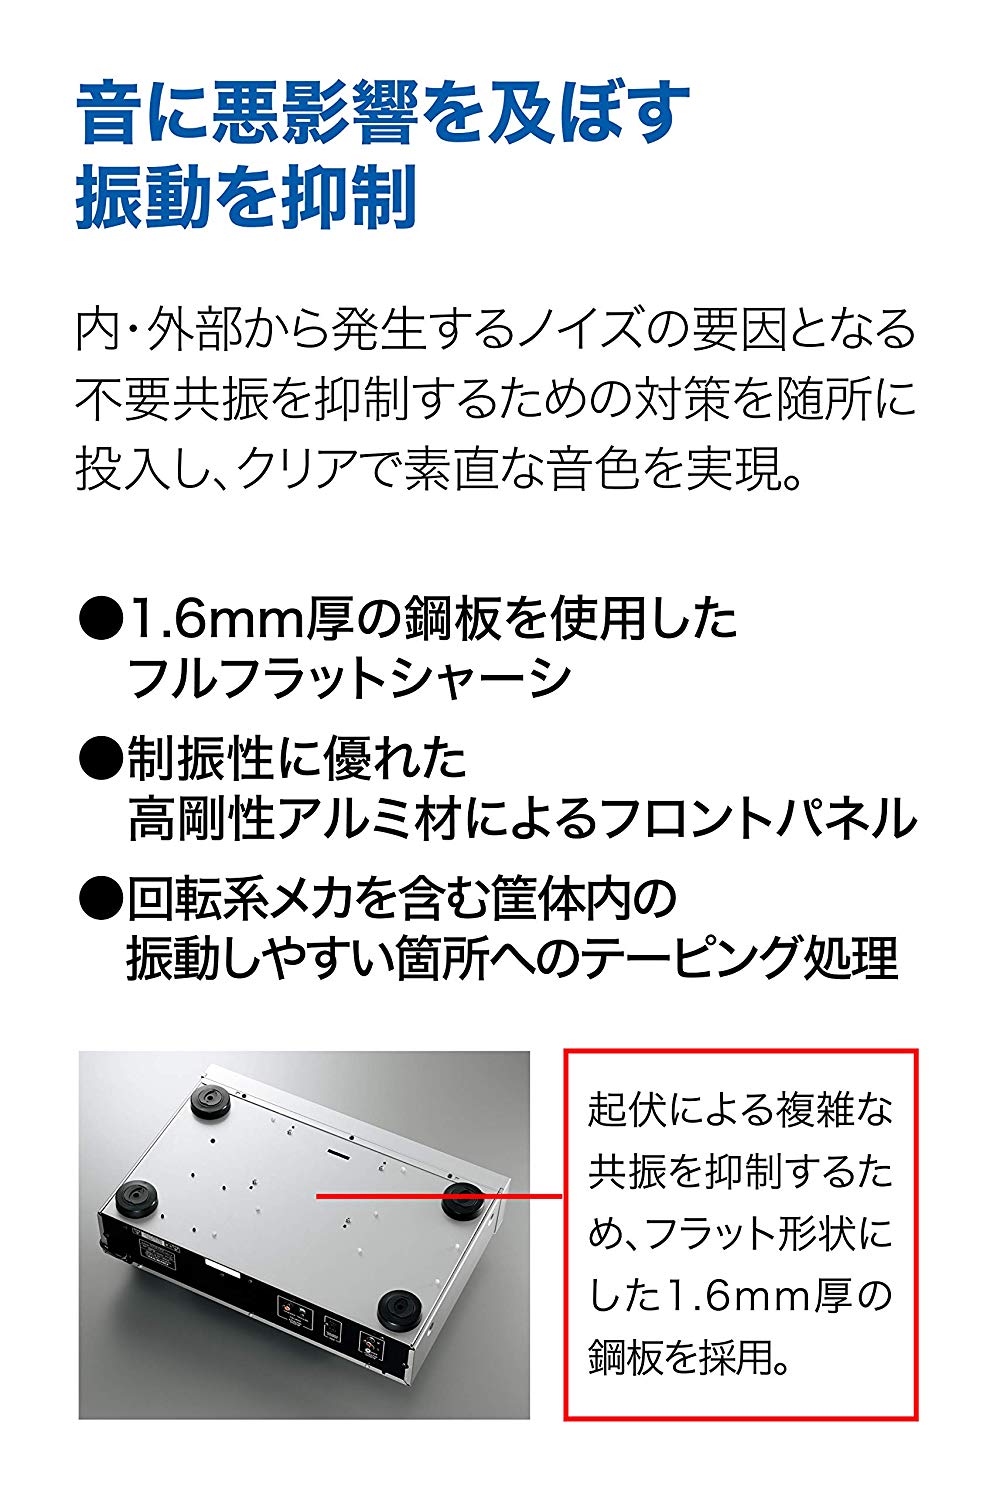 音に悪影響を及ぼす
振動を抑制
内・外部から発生するノイズの要因となる
不要共振を抑制するための対策を随所に
投入し、クリアで素直な音色を実現。
●1.6mm厚の鋼板を使用した
フルフラットシャーシ
●制振性に優れた
高剛性アルミ材によるフロントパネル
●回転系メカを含む筐体内の
振動しやすい箇所へのテーピング処理
起伏による複雑な
共振を抑制するた
め、フラット形状に
した1.6mm厚の
鋼板を採用。